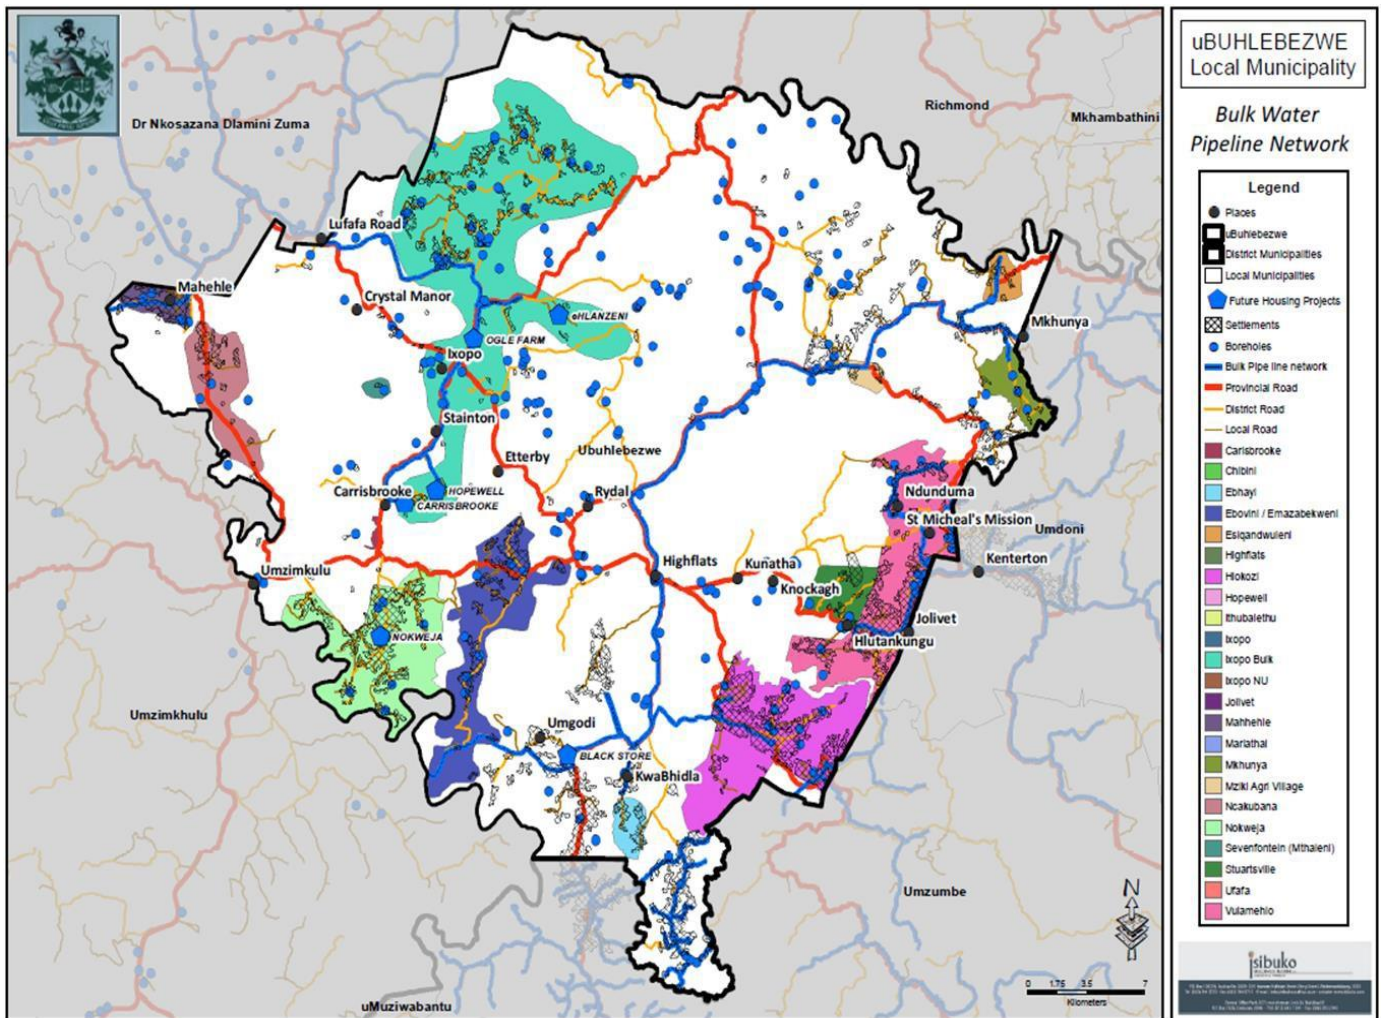 uBUHLEBEZWE
Local Municipality
Bulk Water
Pipeline Network
Legend
Places
uBuhlebezwe
District Municipalities
Local Municipalities
Future Housing Projects
Settlements
Boreholes
Bulk Pipe line network
Provincial Road
District Road
Local Road
Carisbrooke
Chibini
Ebhayi
Ebovini / Emazabekweni
Esiqandwuleni
Highflats
Hlokozi
Hopewell
Ithubalethu
Ixopo
Ixopo Bulk
Ixopo NU
Jolivet
Mahhehle
Mariathal
Mkhunya
Mziki Agri Village
Ncakubana
Nokweja
Sevenfontein (Mthaleni)
Stuartsville
Ufafa
Vulamehlo
isibuko
Dr Nkosazana Dlamini Zuma
Richmond
Mkhambathini
Lufafa Road
Mahehle
Crystal Manor
eHLANZENI
OGLE FARM
Mkhunya
Ixopo
Stainton
Etterby
Ubuhlebezwe
Carrisbrooke
HOPEWELL
CARRISBROOKE
Rydal
Ndunduma
St Micheal's Mission
Umdoni
Kenterton
Umzimkulu
Highflats
Kunatha
Knockagh
Jolivet
Hlutankungu
NOKWEJA
Umzimkhulu
Umgodi
BLACK STORE
KwaBhidla
Umzumbe
uMuziwabantu
N
0 1.75 3.5 7
Kilometers